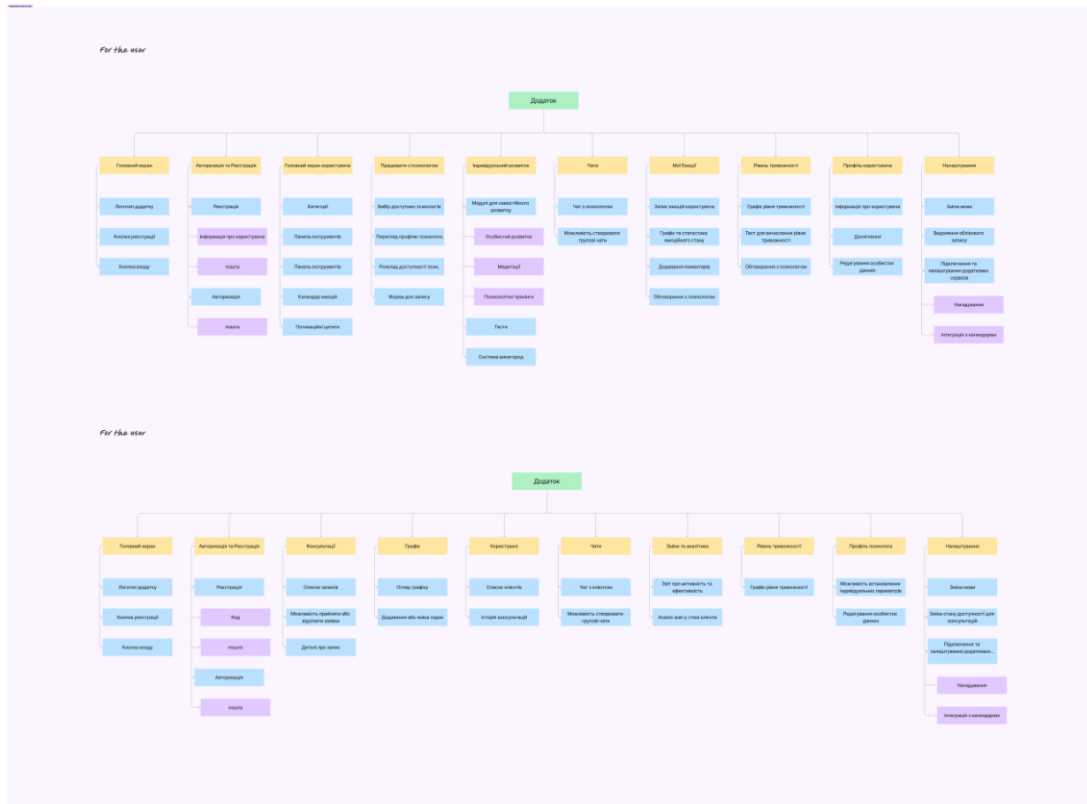 For the user
Додаток
Головний екран
Логотип додатку
Кнопка реєстрації
Кнопка входу
Авторизація та Реєстрація
Реєстрація
Інформація про користувача
пошта
Авторизація
пошта
Головний екран користувача
Категорії
Панель інструментів
Панель інструментів
Календар емоцій
Мотиваційні цитати
Працювати з психологом
Вибір доступних психологів
Перегляд профілю психолога
Розклад доступності псих.
Форма для запису
Індивідуальний розвиток
Модулі для самостійного
розвитку
Особистий розвиток
Медитації
Психологічні тренінги
Тести
Система винагород
Чати
Чат з психологом
Можливість створювати
групові чати
Мої Емоції
Запис емоцій користувача
Графік та статистика
емоційного стану
Додавання коментарів
Обговорення з психологом
Рівень тривожності
Графік рівня тривожності
Тест для вичислення рівня
тривожності
Обговорення з психологом
Профіль користувача
Інформація про користувача
Досягнення
Редагування особистих
данних
Налаштування
Зміна мови
Видалення облікового
запису
Підключення та
налаштування додаткових
сервісів
Нагадування
Інтеграція з календарем
For the user
Додаток
Головний екран
Логотип додатку
Кнопка реєстрації
Кнопка входу
Авторизація та Реєстрація
Реєстрація
Код
пошта
Авторизація
пошта
Консультації
Список записів
Можливість прийняти або
відхилити заявки
Деталі про запис
Графік
Огляд графіку
Додавання або зміна годин
Користувачі
Список клієнтів
Історія консультацій
Чати
Чат з клієнтом
Можливість створювати
групові чати
Звіти та аналітика
Звіт про активність та
ефективність
Аналіз змін у стані клієнта
Рівень тривожності
Графік рівня тривожності
Профіль психолога
Можливість встановлення
індивідуальних параметрів
Редагування особистих
данних
Налаштування
Зміна мови
Зміна стану доступності для
консультацій
Підключення та
налаштування додаткових...
Нагадування
Інтеграція з календарем